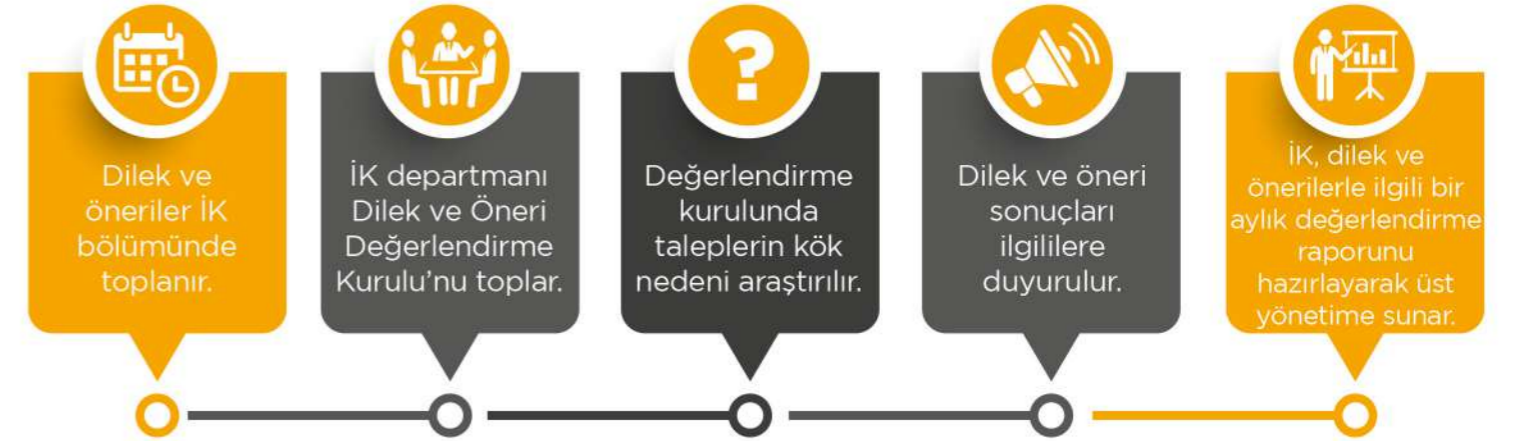 Dilek ve
öneriler İK
bölümünde
toplanır.
İK departmanı
Dilek ve Öneri
Değerlendirme
Kurulu'nu toplar.
Değerlendirme
kurulunda
taleplerin kök
nedeni araştırılır.
Dilek ve öneri
sonuçları
ilgililere
duyurulur.
İK, dilek ve
önerilerle ilgili bir
aylık değerlendirme
raporunu
hazırlayarak üst
yönetime sunar.